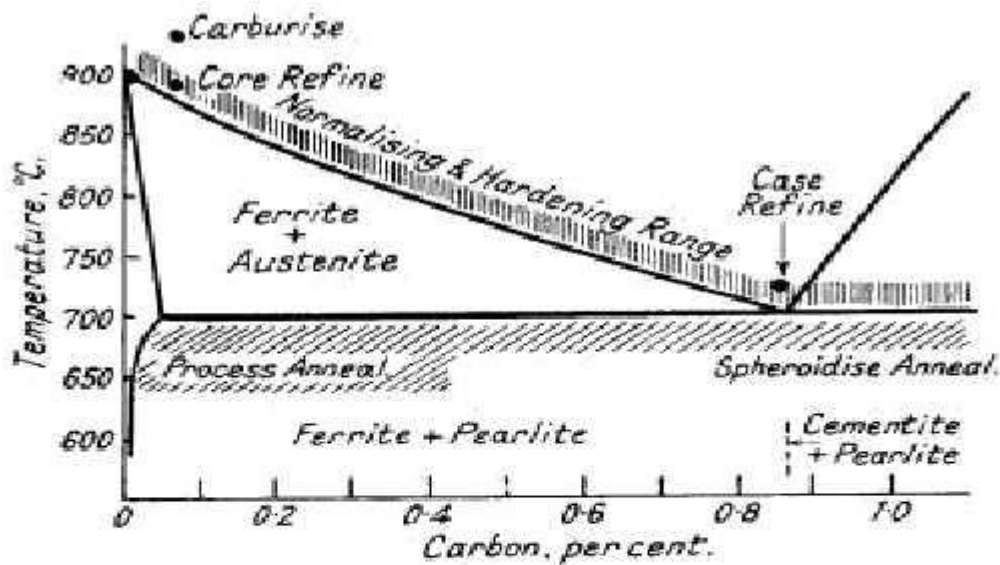 Carburise
Core Refine
Normalising & Hardening Range
Case
Refine
Ferrite
+
Austenite
Process Anneal.
Spheroidise Anneal.
Ferrite + Pearlite
Cementite
+ Pearlite
Temperature, °C.
900
850
800
750
700
650
600
0
0·2
0·4
0·6
0·8
1·0
Carbon, per cent.